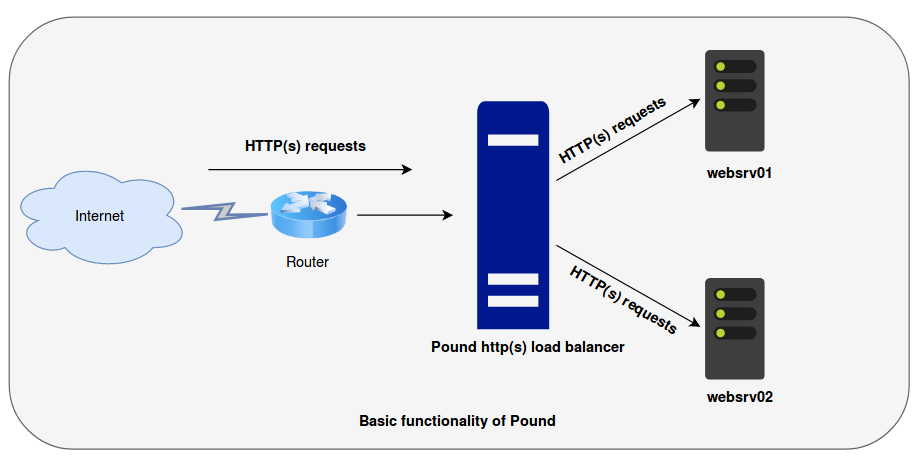 HTTP(s) requests
Internet
Router
Pound http(s) load balancer
HTTP(s) requests
websrv01
HTTP(s) requests
websrv02
Basic functionality of Pound